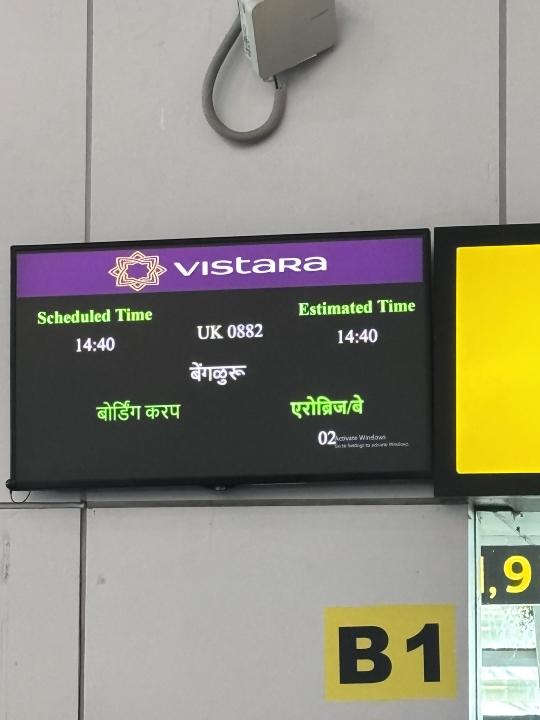 VISTARA
Scheduled Time
Estimated Time
14:40
UK 0882
14:40
बेंगळुरू
बोर्डिंग करप
एरोब्रिज/बे
02
Activate Windows
Go to Settings to activate Windows.
,9
B1